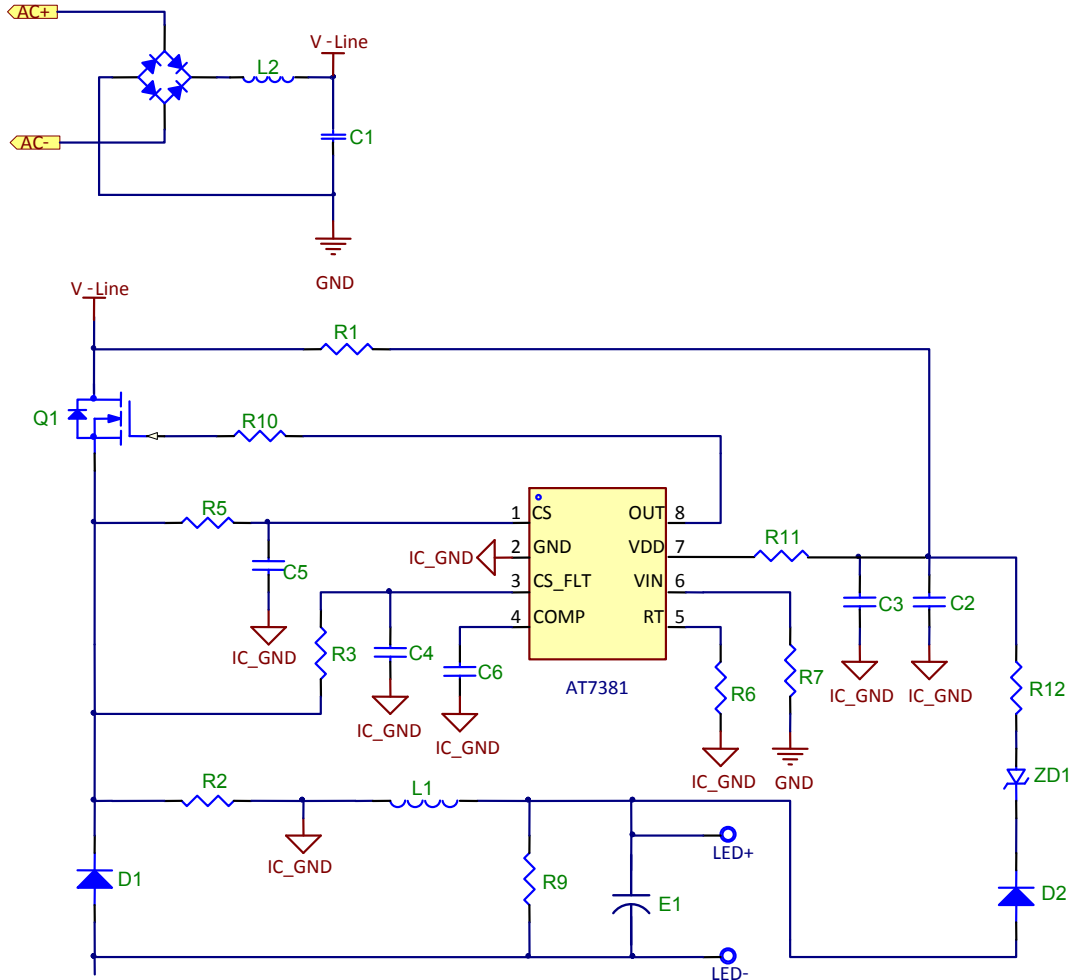 AC+
V -Line
L2
AC-
C1
GND
V -Line
R1
Q1
R10
R5
1 CS OUT 8
IC_GND 2 GND VDD 7 R11
C5 3 CS_FLT VIN 6 C3 C2
4 COMP RT 5
IC_GND R3 C4 C6 AT7381 R6 R7 IC_GND IC_GND R12
IC_GND IC_GND
IC_GND GND
ZD1
R2 L1
IC_GND
LED+
D1 R9 E1 D2
LED-